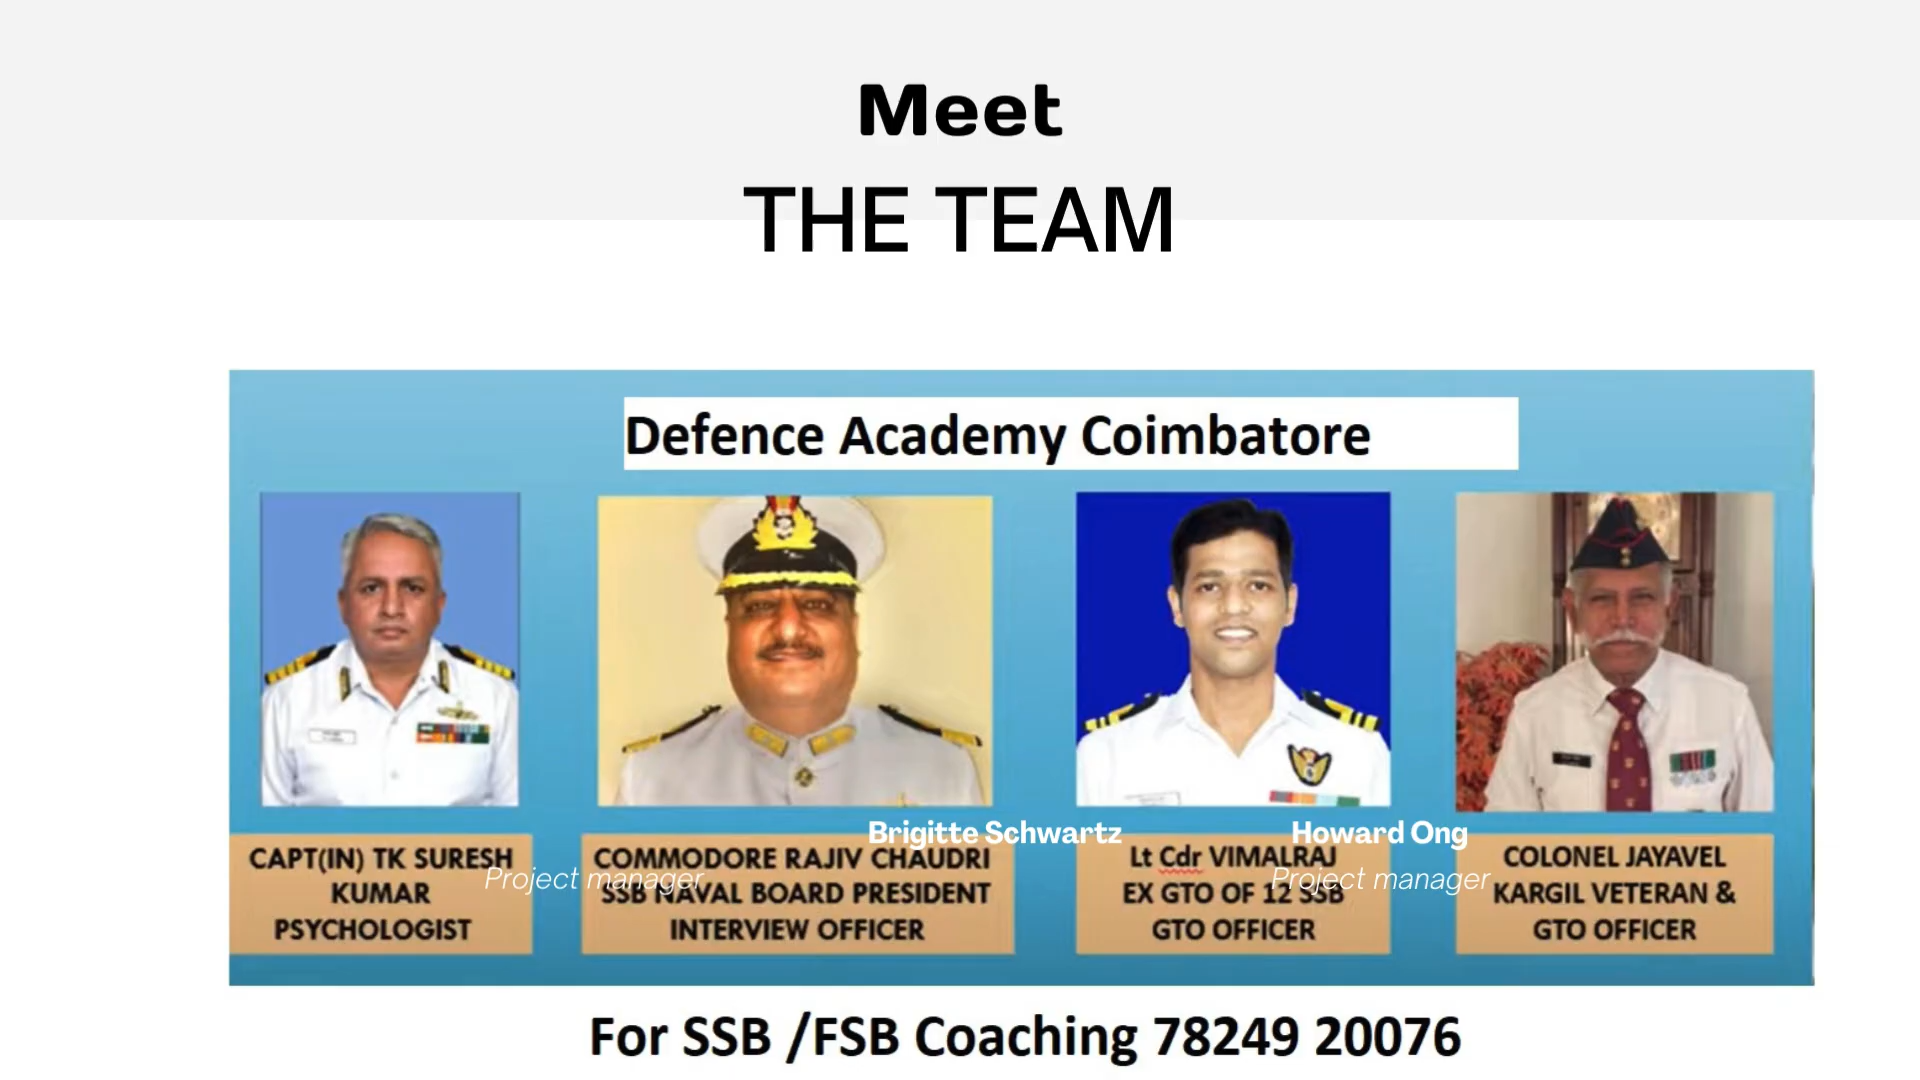 Meet
THE TEAM
Defence Academy Coimbatore
CAPT(IN) TK SURESH
KUMAR
PSYCHOLOGIST
COMMODORE RAJIV CHAUDRI
SSB NAVAL BOARD PRESIDENT
INTERVIEW OFFICER
Lt Cdr VIMALRAJ
EX GTO OF 12 SSB
GTO OFFICER
COLONEL JAYAVEL
KARGIL VETERAN &
GTO OFFICER
Brigitte Schwartz
Project manager
Howard Ong
Project manager
For SSB /FSB Coaching 78249 20076